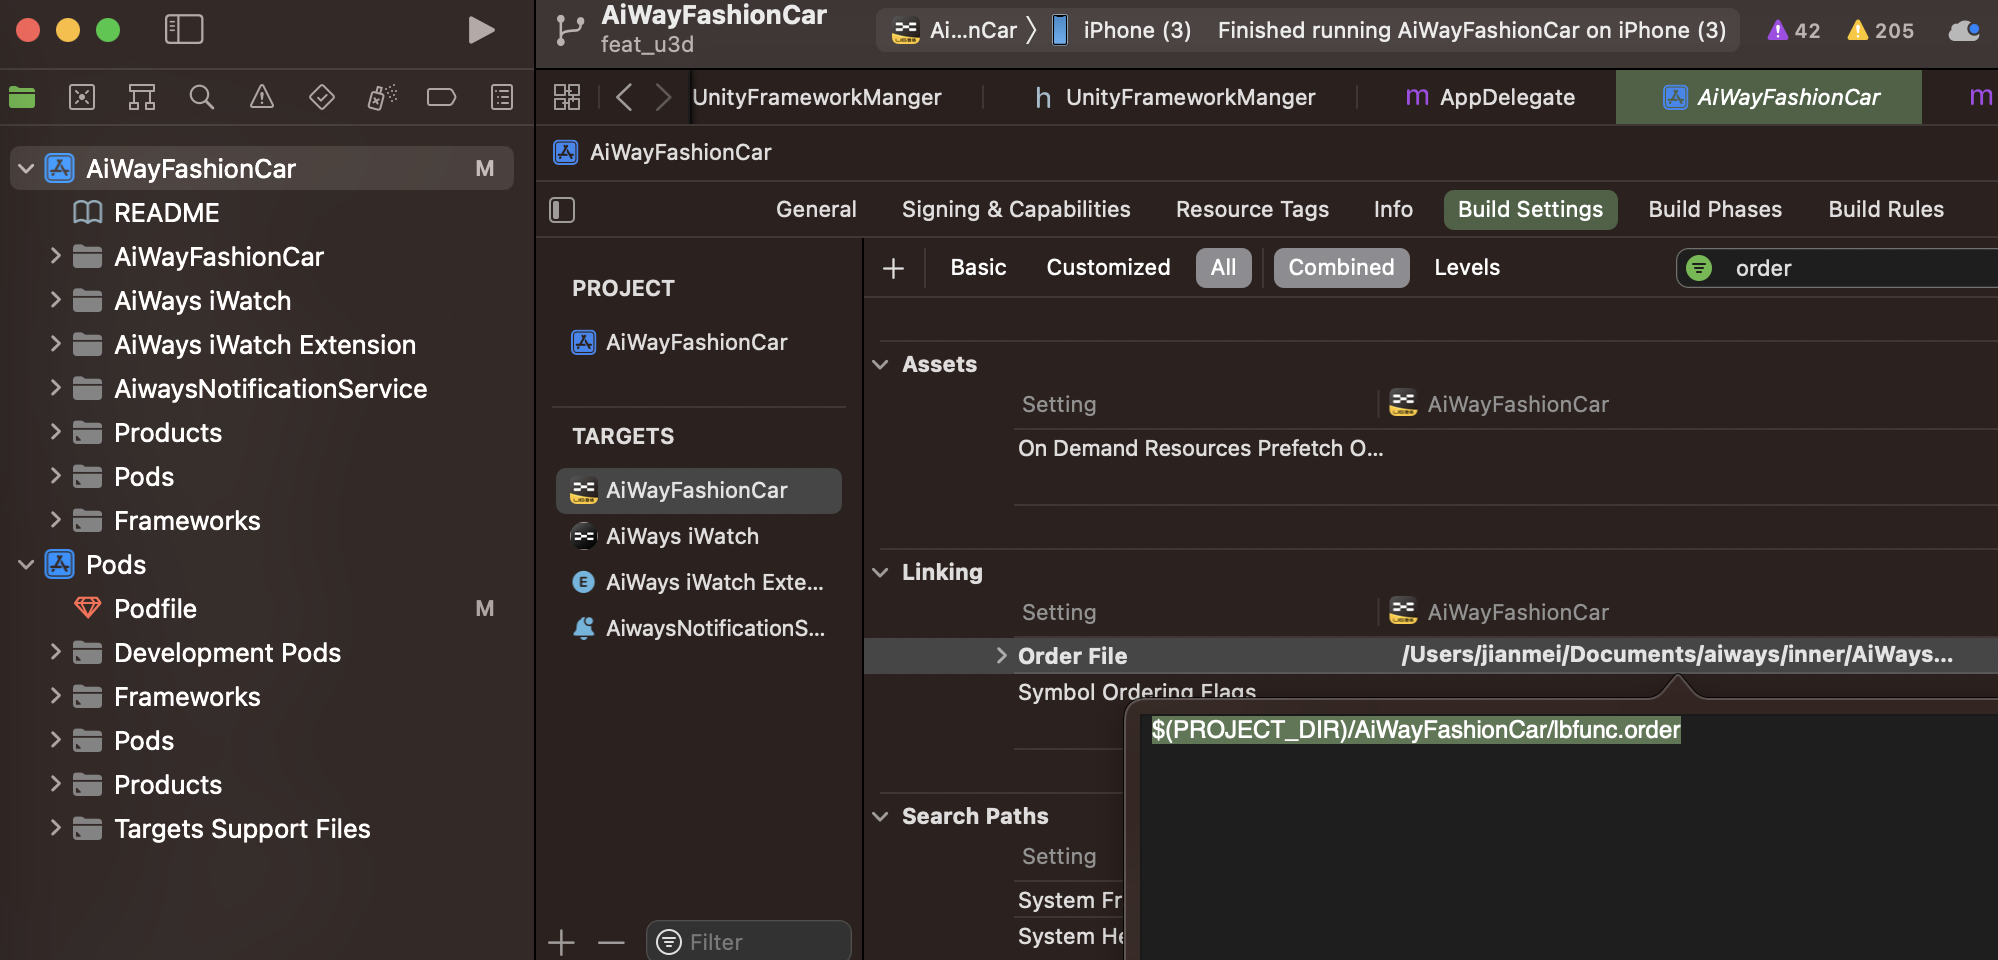 AiWayFashionCar
feat_u3d
Ai...nCar
iPhone (3)
Finished running AiWayFashionCar on iPhone (3)
42
205
UnityFrameworkManger
h UnityFrameworkManger
m AppDelegate
AiWayFashionCar
m
AiWayFashionCar
AiWayFashionCar M
README
AiWayFashionCar
AiWays iWatch
AiWays iWatch Extension
AiwaysNotificationService
Products
Pods
Frameworks
Pods
Podfile M
Development Pods
Frameworks
Pods
Products
Targets Support Files
General Signing & Capabilities Resource Tags Info Build Settings Build Phases Build Rules
PROJECT
AiWayFashionCar
TARGETS
AiWayFashionCar
AiWays iWatch
E AiWays iWatch Exte...
AiwaysNotificationS...
Filter
Basic Customized All Combined Levels
order
Assets
Setting AiWayFashionCar
On Demand Resources Prefetch O...
Linking
Setting AiWayFashionCar
Order File /Users/jianmei/Documents/aiways/inner/AiWays...
Symbol Ordering Flags
$(PROJECT_DIR)/AiWayFashionCar/lbfunc.order
Search Paths
Setting
System Fr
System He